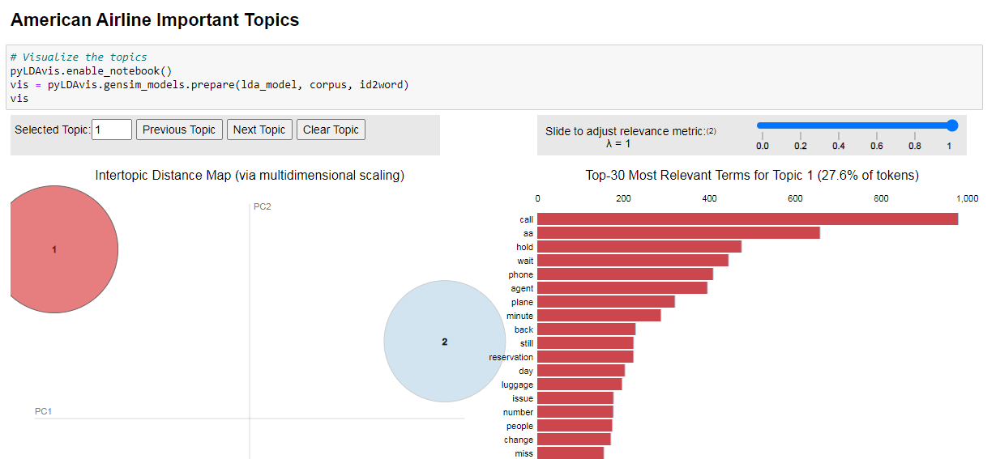 American Airline Important Topics
# Visualize the topics
pyLDAvis.enable_notebook()
vis = pyLDAvis.gensim_models.prepare(lda_model, corpus, id2word)
vis
Selected Topic: 1 Previous Topic Next Topic Clear Topic
Slide to adjust relevance metric:(2)
λ = 1
0.0 0.2 0.4 0.6 0.8 1
Intertopic Distance Map (via multidimensional scaling)
PC2
1
2
PC1
Top-30 Most Relevant Terms for Topic 1 (27.6% of tokens)
0 200 400 600 800 1,000
call
aa
hold
wait
phone
agent
plane
minute
back
still
reservation
day
luggage
issue
number
people
change
miss